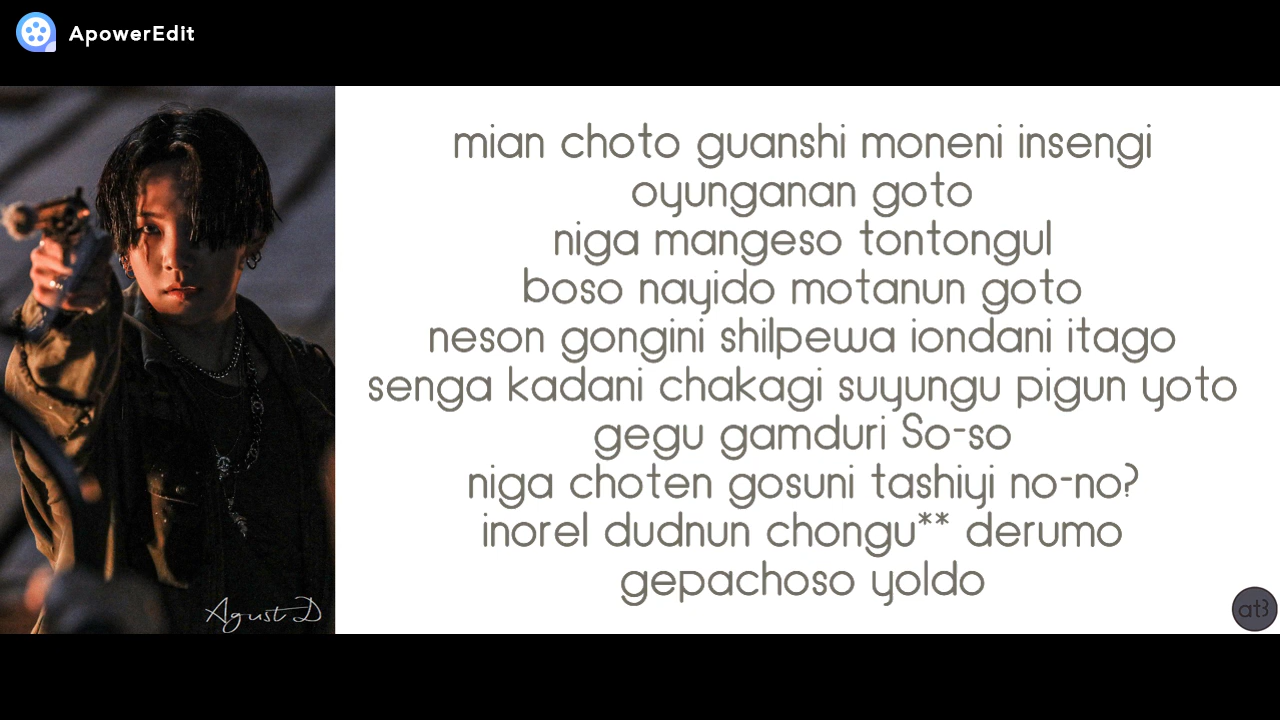 ApowerEdit
mian choto guanshi moneni insengi
oyunganan goto
niga mangeso tontongul
boso nayido motanun goto
neson gongini shilpewa iondani itago
senga kadani chakagi suyungu pigun yoto
gegu gamduri So-so
niga choten gosuni tashiyi no-no?
inorel dudnun chongu** derumo
gepachoso yoldo
Agust D
at3